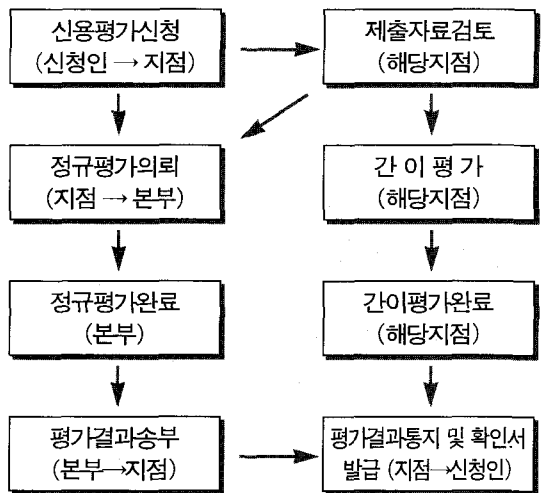 신용평가신청
(신청인 → 지점)
제출자료검토
(해당지점)
정규평가의뢰
(지점 → 본부)
간 이 평 가
(해당지점)
정규평가완료
(본부)
간이평가완료
(해당지점)
평가결과송부
(본부→지점)
평가결과통지 및 확인서
발급 (지점→신청인)